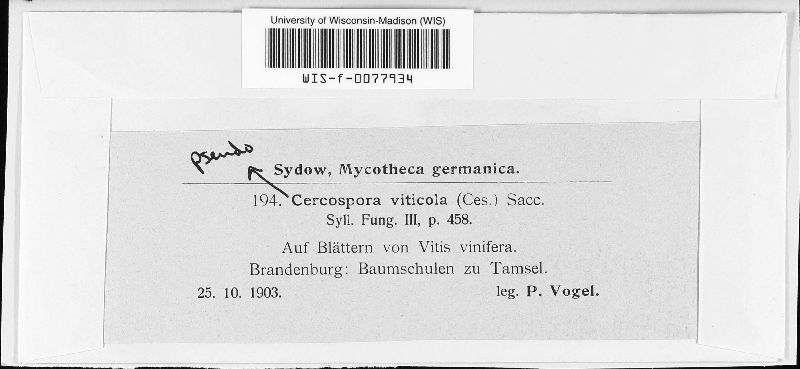 University of Wisconsin-Madison (WIS)
WIS-f-0077934
pseudo
Sydow, Mycotheca germanica.
194. Cercospora viticola (Ces.) Sacc.
Syll. Fung. III, p. 458.
Auf Blättern von Vitis vinifera.
Brandenburg: Baumschulen zu Tamsel.
25. 10. 1903. leg. P. Vogel.